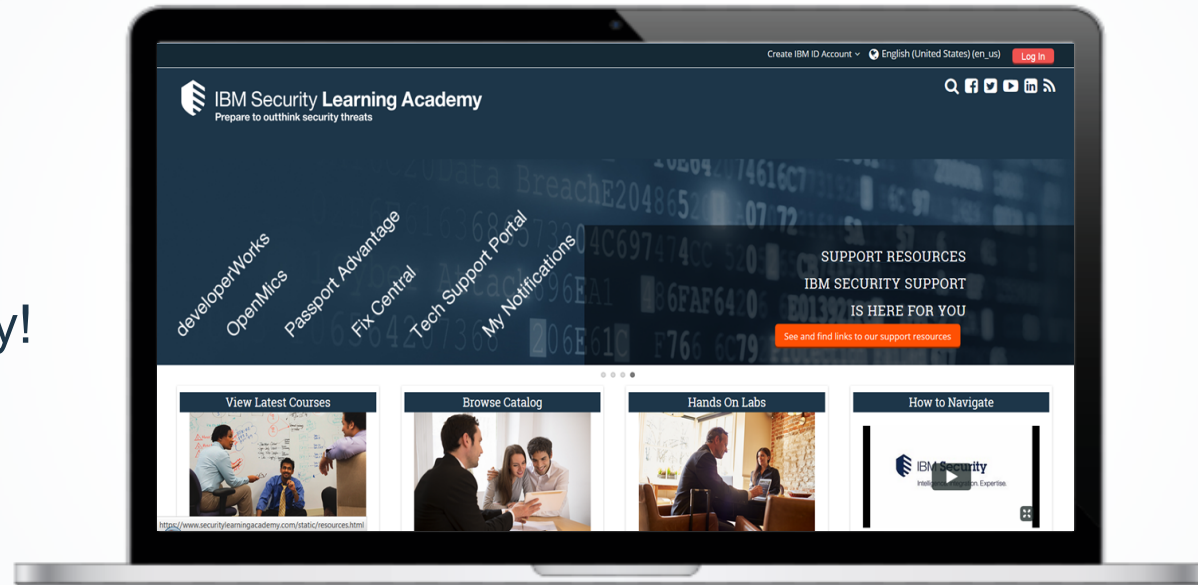 Create IBM ID Account English (United States) (en_us) Log In
IBM Security Learning Academy
Prepare to outthink security threats
y!
developerWorks
OpenMics
Passport Advantage
Fix Central
Tech Support Portal
My Notifications
SUPPORT RESOURCES
IBM SECURITY SUPPORT
IS HERE FOR YOU
See and find links to our support resources
View Latest Courses
Browse Catalog
Hands On Labs
How to Navigate
IBM Security
Intelligence. Integration. Expertise.
https://www.securitylearningacademy.com/static/resources.html